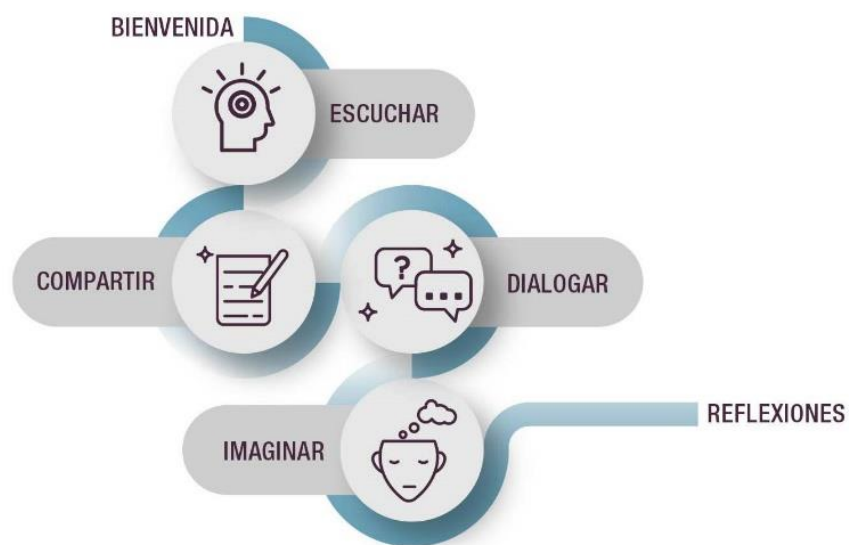 BIENVENIDA
ESCUCHAR
COMPARTIR
?
...
DIALOGAR
IMAGINAR
REFLEXIONES